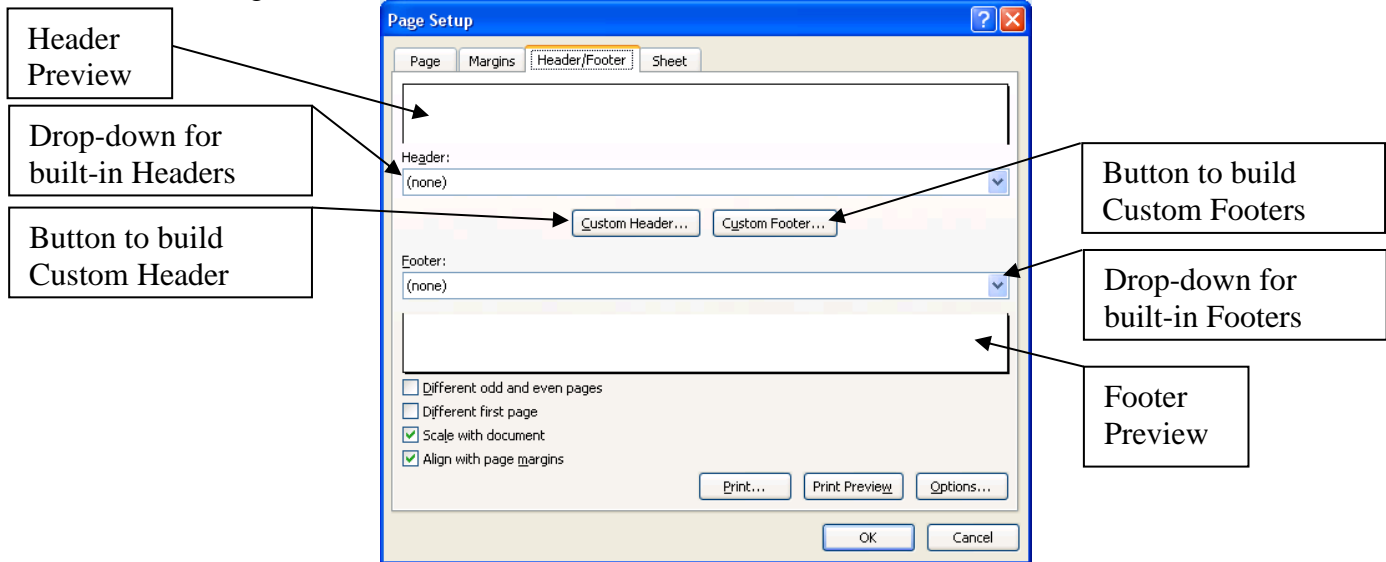 Page Setup
Header
Preview
Page Margins Header/Footer Sheet
Drop-down for
built-in Headers
Header:
(none)
Button to build
Custom Footers
Custom Header... Custom Footer...
Button to build
Custom Header
Footer:
(none)
Drop-down for
built-in Footers
Different odd and even pages
Different first page
Scale with document
Align with page margins
Footer
Preview
Print... Print Preview Options...
OK Cancel